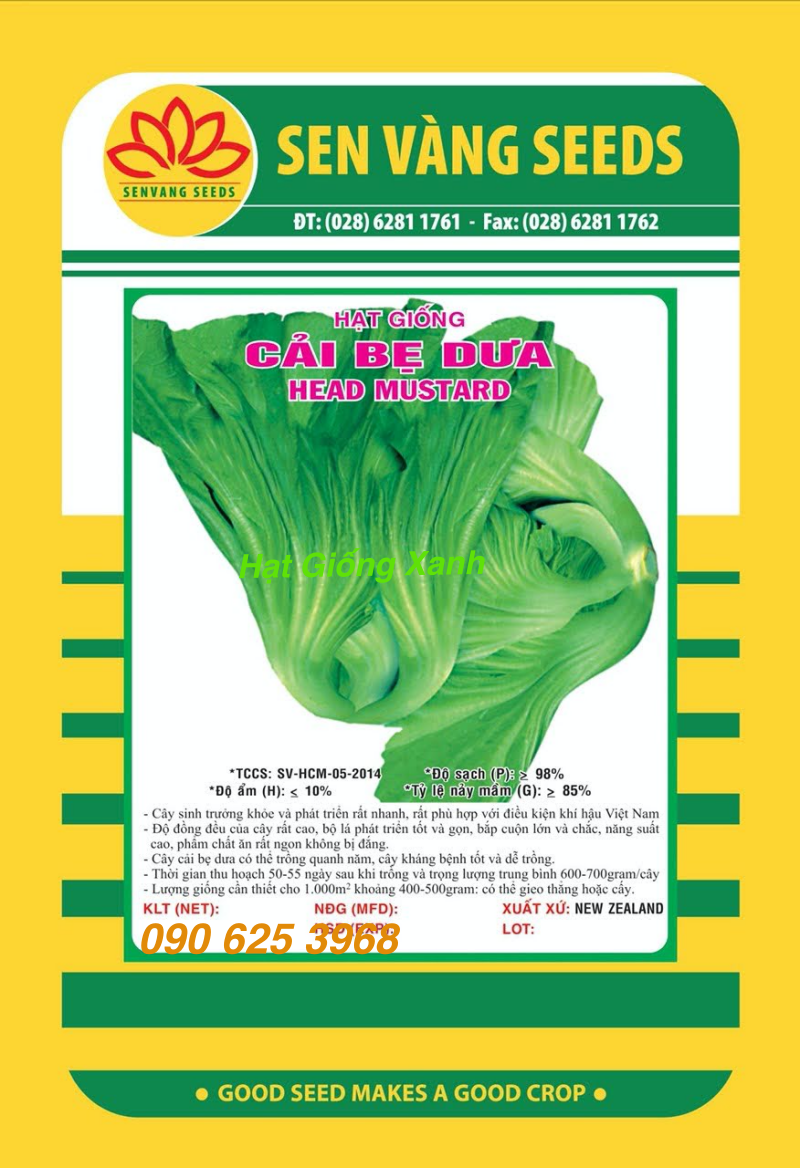 SEN VÀNG SEEDS
SENVANG SEEDS
ĐT: (028) 6281 1761 - Fax: (028) 6281 1762
HẠT GIỐNG
CẢI BẸ DƯA
HEAD MUSTARD
Hạt Giống Xanh
*TCCS: SV-HCM-05-2014 *Độ sạch (P): ≥ 98%
*Độ ẩm (H): ≤ 10% *Tỷ lệ nảy mầm (G): ≥ 85%
- Cây sinh trưởng khỏe và phát triển rất nhanh, rất phù hợp với điều kiện khí hậu Việt Nam
- Độ đồng đều của cây rất cao, bộ lá phát triển tốt và gọn, bắp cuộn lớn và chắc, năng suất
cao, phẩm chất ăn rất ngon không bị đắng.
- Cây cải bẹ dưa có thể trồng quanh năm, cây kháng bệnh tốt và dễ trồng.
- Thời gian thu hoạch 50-55 ngày sau khi trồng và trọng lượng trung bình 600-700gram/cây
- Lượng giống cần thiết cho 1.000m² khoảng 400-500gram: có thể gieo thẳng hoặc cấy.
KLT (NET): NĐG (MFD): XUẤT XỨ: NEW ZEALAND
HSD (EXP): LOT:
090 625 3968
• GOOD SEED MAKES A GOOD CROP •